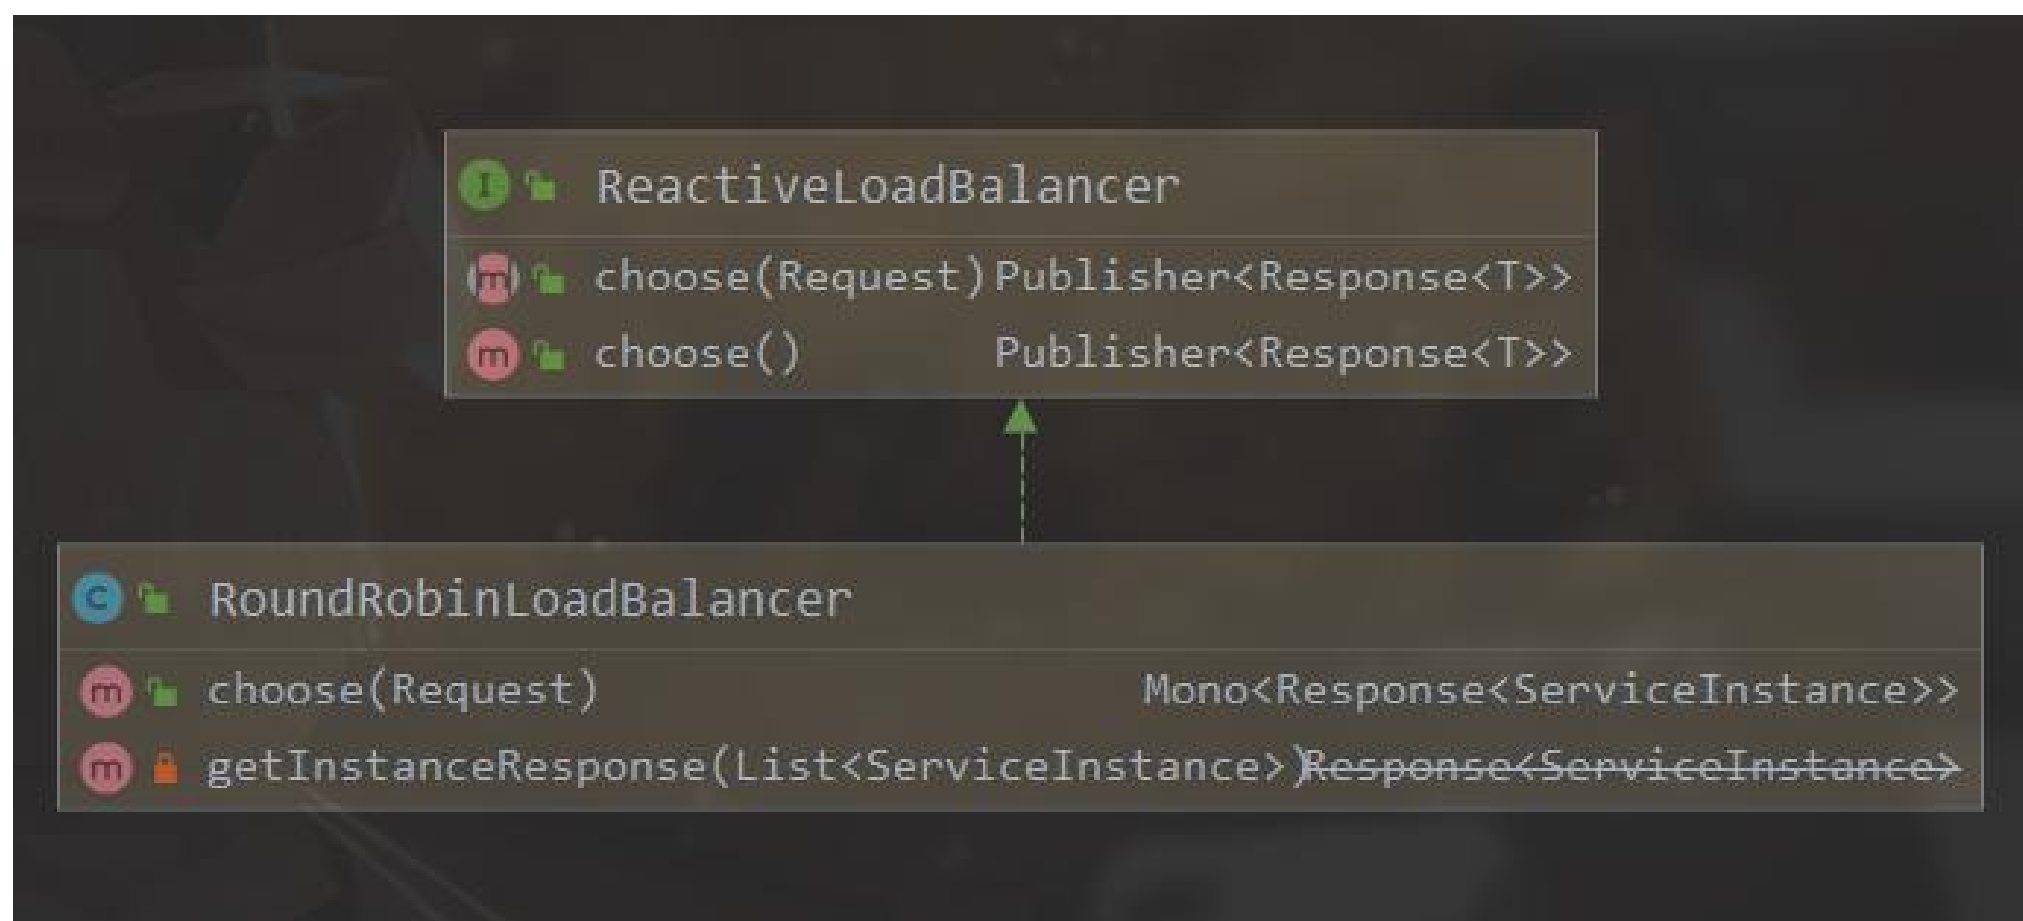 I ReactiveLoadBalancer
m choose(Request) Publisher<Response<T>>
m choose() Publisher<Response<T>>
C RoundRobinLoadBalancer
m choose(Request) Mono<Response<ServiceInstance>>
m getInstanceResponse(List<ServiceInstance>) Response<ServiceInstance>